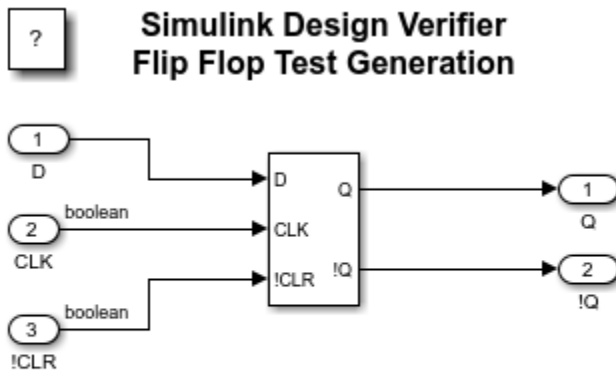 ?
Simulink Design Verifier
Flip Flop Test Generation
1
D
D
Q
1
Q
boolean
2
CLK
CLK
!Q
2
!Q
!CLR
boolean
3
!CLR